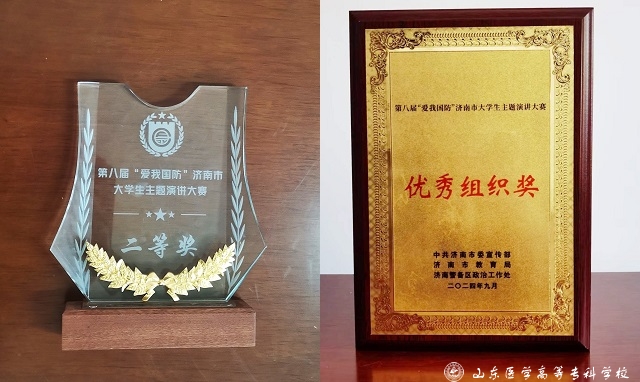 第八届“爱我国防”济南市
大学生主题演讲大赛
二等奖
第八届“爱我国防”济南市大学生主题演讲大赛
优秀组织奖
中共济南市委宣传部
济南市教育局
济南警备区政治工作处
二〇二四年九月
山东医学高等专科学校